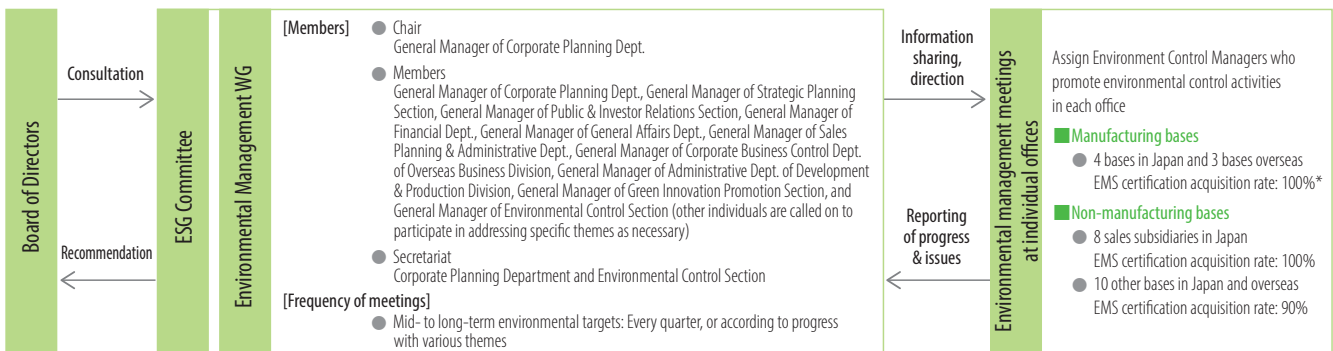 Board of Directors
Consultation
Recommendation
ESG Committee
Environmental Management WG
[Members]
● Chair
General Manager of Corporate Planning Dept.
● Members
General Manager of Corporate Planning Dept., General Manager of Strategic Planning
Section, General Manager of Public & Investor Relations Section, General Manager of
Financial Dept., General Manager of General Affairs Dept., General Manager of Sales
Planning & Administrative Dept., General Manager of Corporate Business Control Dept.
of Overseas Business Division, General Manager of Administrative Dept. of Development
& Production Division, General Manager of Green Innovation Promotion Section, and
General Manager of Environmental Control Section (other individuals are called on to
participate in addressing specific themes as necessary)
● Secretariat
Corporate Planning Department and Environmental Control Section
[Frequency of meetings]
● Mid- to long-term environmental targets: Every quarter, or according to progress
with various themes
Information
sharing,
direction
Reporting
of progress
& issues
Environmental management meetings
at individual offices
Assign Environment Control Managers who
promote environmental control activities
in each office
■Manufacturing bases
● 4 bases in Japan and 3 bases overseas
EMS certification acquisition rate: 100%*
■Non-manufacturing bases
● 8 sales subsidiaries in Japan
EMS certification acquisition rate: 100%
● 10 other bases in Japan and overseas
EMS certification acquisition rate: 90%